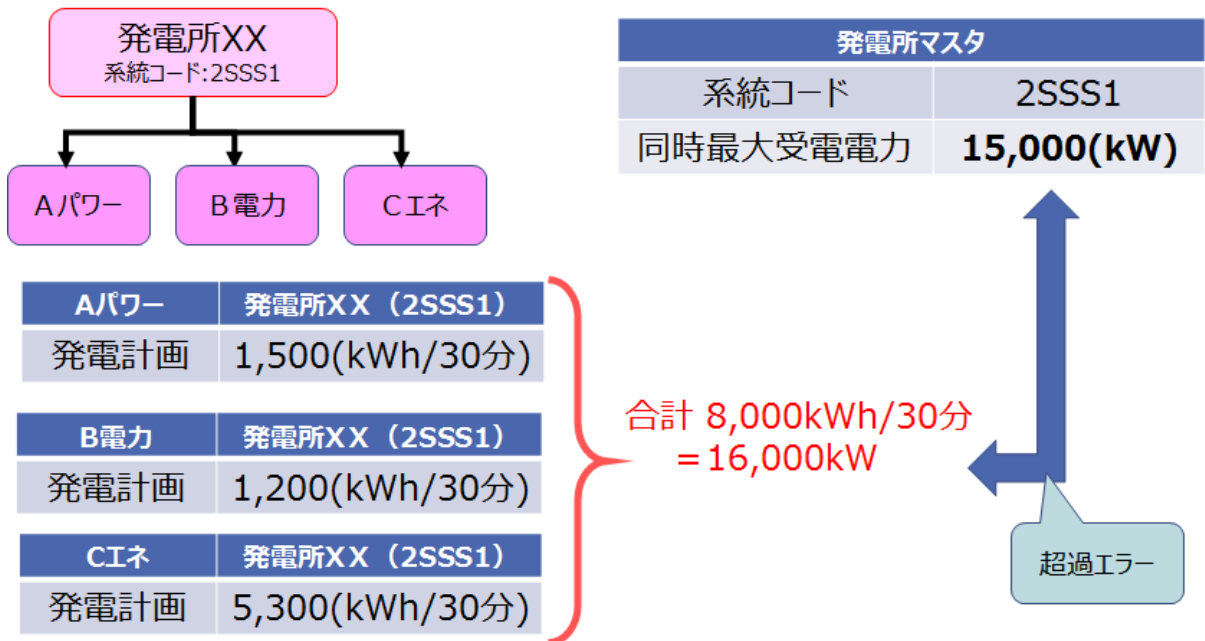 発電所XX
系統コード:2SSS1
Aパワー
B電力
Cエネ
発電所マスタ
系統コード 2SSS1
同時最大受電電力 15,000(kW)
Aパワー 発電所XX（2SSS1）
発電計画 1,500(kWh/30分)
B電力 発電所XX（2SSS1）
発電計画 1,200(kWh/30分)
Cエネ 発電所XX（2SSS1）
発電計画 5,300(kWh/30分)
合計 8,000kWh/30分
＝16,000kW
超過エラー